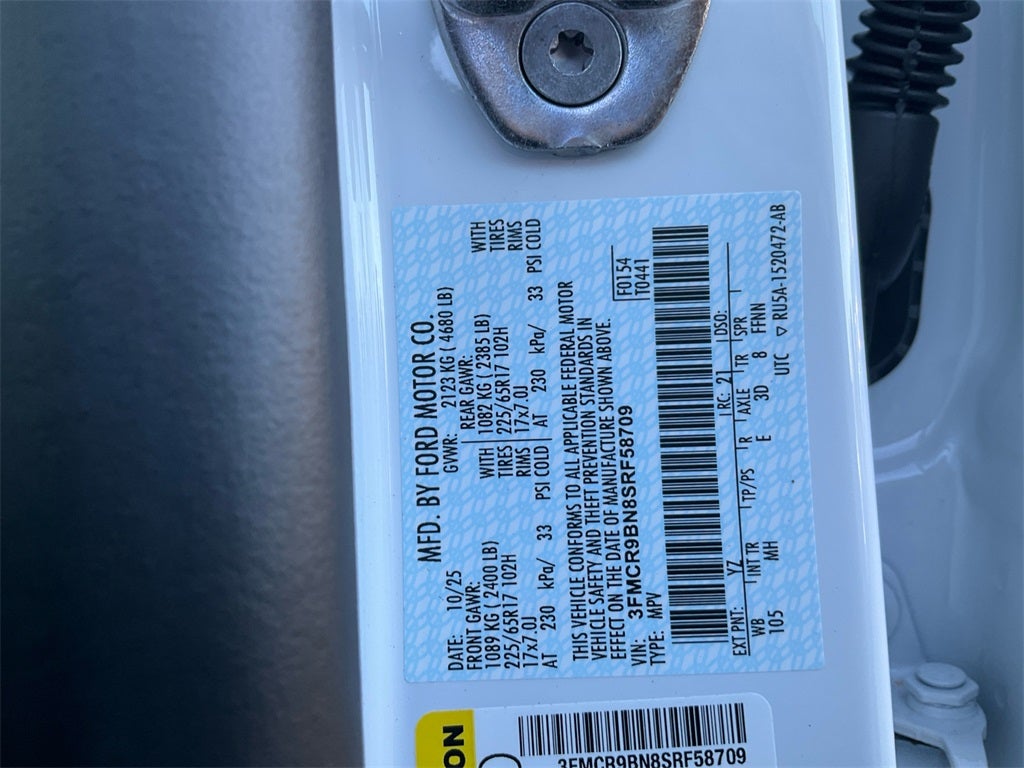 MFD. BY FORD MOTOR CO.
DATE: 10/25 GVWR: 2123 KG ( 4680 LB)
FRONT GAWR: REAR GAWR:
1089 KG ( 2400 LB) WITH 1082 KG ( 2385 LB) WITH
225/65R17 102H TIRES 225/65R17 102H TIRES
17x7.0J RIMS 17x7.0J RIMS
AT 230 kPa/ 33 PSI COLD AT 230 kPa/ 33 PSI COLD
THIS VEHICLE CONFORMS TO ALL APPLICABLE FEDERAL MOTOR
VEHICLE SAFETY AND THEFT PREVENTION STANDARDS IN
EFFECT ON THE DATE OF MANUFACTURE SHOWN ABOVE.
VIN: 3FMCR9BN8SRF58709
TYPE: MPV
F0154
T0441
EXT PNT: YZ RC: 21 DSO:
WB INT TR TP/PS R AXLE TR SPR
105 MH E 3D 8 FFNN
UTC ▽ RU5A-1520472-AB
3FMCR9BN8SRF58709